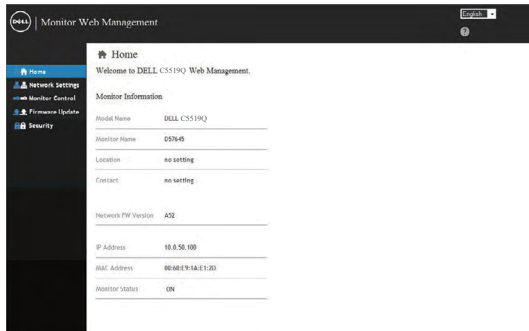 DELL
Monitor Web Management
English
Home
Network Settings
Monitor Control
Firmware Update
Security
Home
Welcome to DELL C5519Q Web Management.
Monitor Information
Model Name DELL C5519Q
Monitor Name D57645
Location no setting
Contact no setting
Network FW Version A52
IP Address 10.0.50.100
MAC Address 00:60:E9:1A:E1:2D
Monitor Status ON